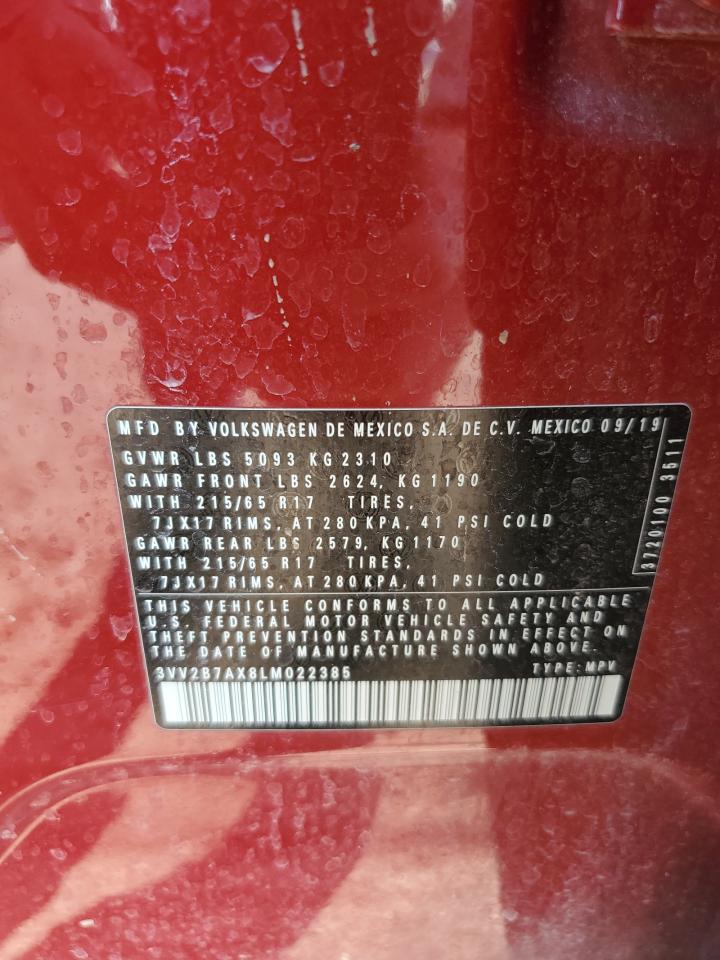 MFD BY VOLKSWAGEN DE MEXICO S.A. DE C.V. MEXICO 09/19
GVWR LBS 5093 KG 2310
GAWR FRONT LBS 2624, KG 1190
WITH 215/65 R17 TIRES,
7JX17 RIMS, AT 280 KPA, 41 PSI COLD
GAWR REAR LBS 2579, KG 1170
WITH 215/65 R17 TIRES,
7JX17 RIMS, AT 280 KPA, 41 PSI COLD
3720100 3511
THIS VEHICLE CONFORMS TO ALL APPLICABLE
U.S. FEDERAL MOTOR VEHICLE SAFETY AND
THEFT PREVENTION STANDARDS IN EFFECT ON
THE DATE OF MANUFACTURE SHOWN ABOVE.
3VV2B7AX8LM022385 TYPE: MPV